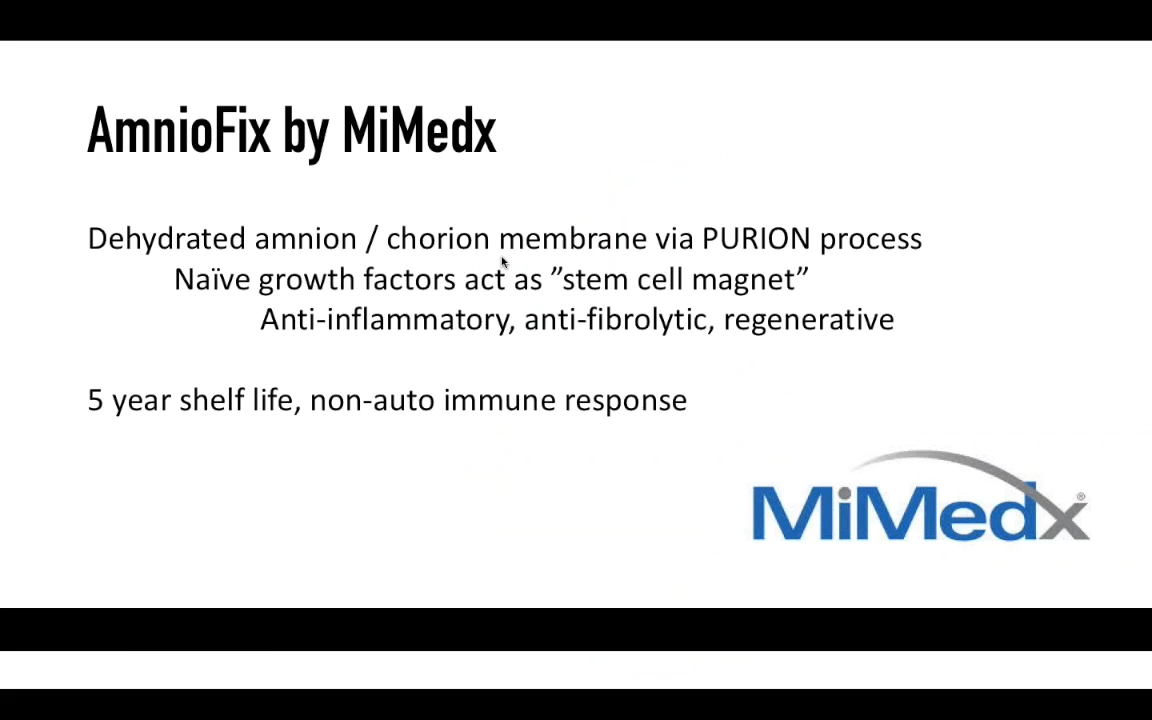 AmnioFix by MiMedx
Dehydrated amnion / chorion membrane via PURION process
Naïve growth factors act as ”stem cell magnet”
Anti-inflammatory, anti-fibrolytic, regenerative
5 year shelf life, non-auto immune response
MiMedx®